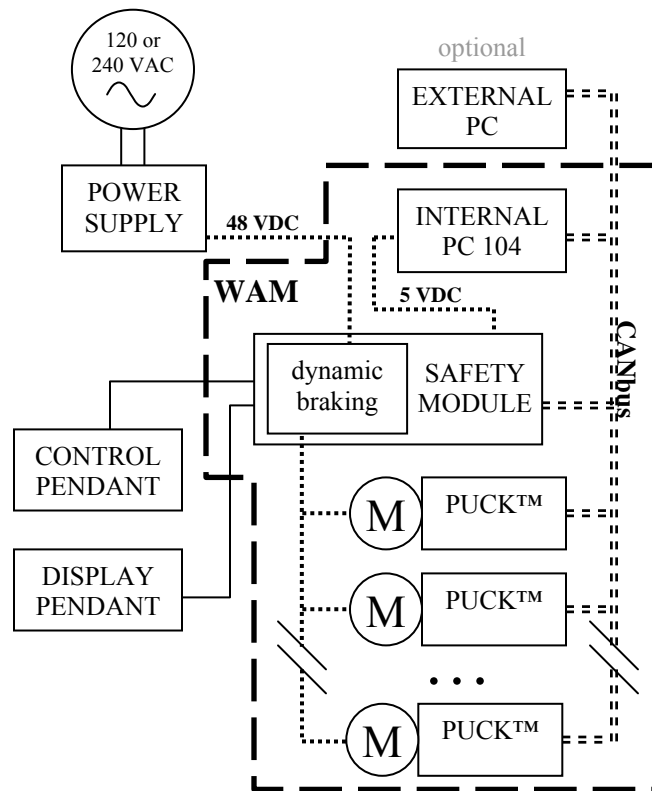 120 or
240 VAC
optional
EXTERNAL
PC
POWER
SUPPLY
48 VDC
INTERNAL
PC 104
WAM
5 VDC
CANbus
dynamic
braking
SAFETY
MODULE
CONTROL
PENDANT
M
PUCK™
DISPLAY
PENDANT
M
PUCK™
• • •
M
PUCK™